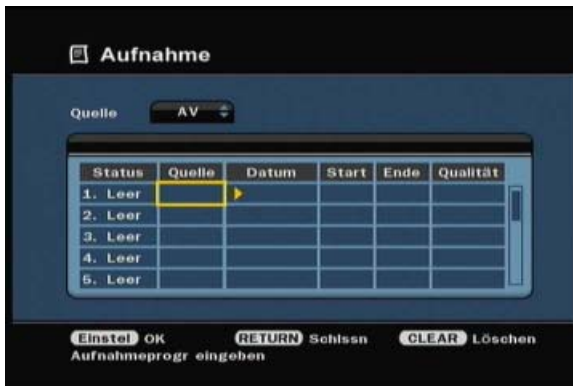 Aufnahme
Quelle AV
Status Quelle Datum Start Ende Qualität
1. Leer
2. Leer
3. Leer
4. Leer
5. Leer
Einstel OK RETURN Schlssn CLEAR Löschen
Aufnahmeprogr eingeben